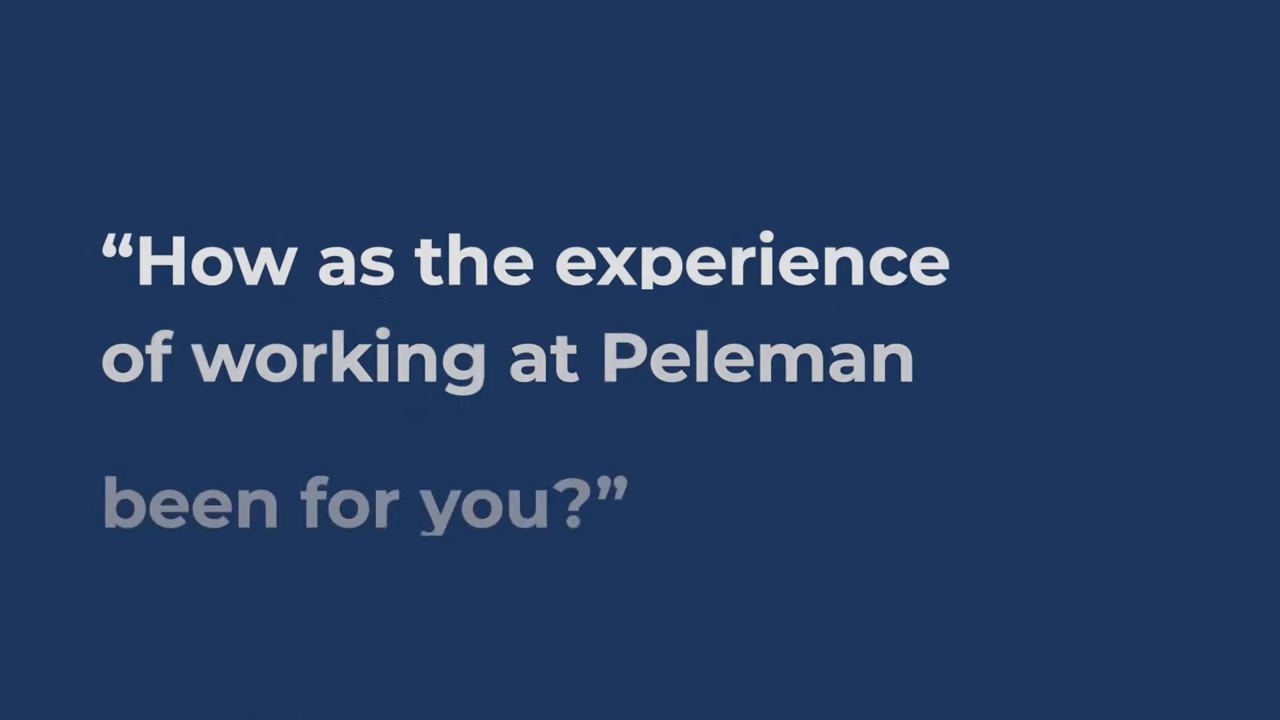 “How as the experience
of working at Peleman
been for you?”